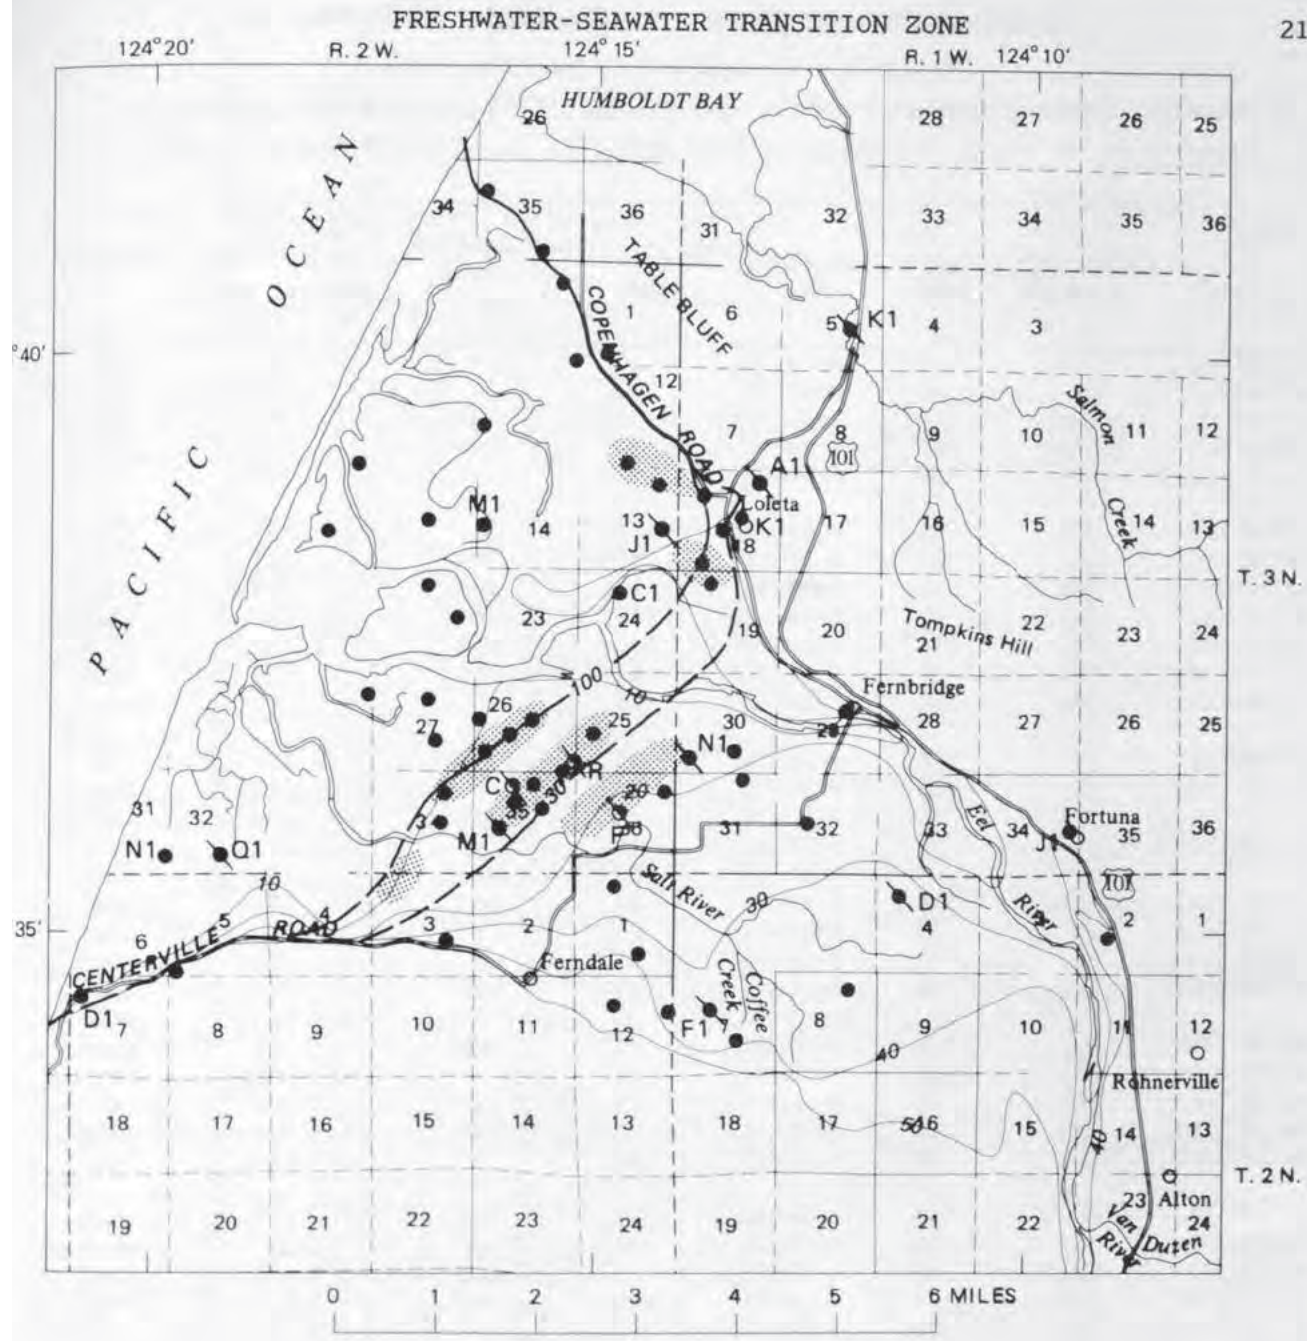 FRESHWATER-SEAWATER TRANSITION ZONE
21
124°20' R. 2 W. 124°15' R. 1 W. 124°10'
HUMBOLDT BAY
26 28 27 26 25
PACIFIC OCEAN
34 35 36 31 32 33 34 35 36
TABLE BLUFF
COPENHAGEN ROAD
1 6 5 K1 4 3
°40'
12
Salmon Creek
7 8 9 10 11 12
101
A1
M1
Loleta
14 13 K1 17 16 15 14 13
J1 18
T. 3 N.
C1
23 24 19 20 21 22 23 24
Tompkins Hill
100
10
Fernbridge
26 25 30 29 28 27 26 25
27
N1
20
30
35
31 32
M1
31 32 33 34 35 36
Eel River
Fortuna
J1
N1 Q1
10
101
Salt River
30
D1
35'
6 5 4 3 2 1 4 2 1
CENTERVILLE ROAD
Ferndale
Coffee Creek
D1
7 8 9 10 11 12 F1 7 8 9 10 11 12
40
Rohnerville
18 17 16 15 14 13 18 17 16 15 14 13
50
40
T. 2 N.
Alton
19 20 21 22 23 24 19 20 21 22 23 24
Van Duzen River
0 1 2 3 4 5 6 MILES